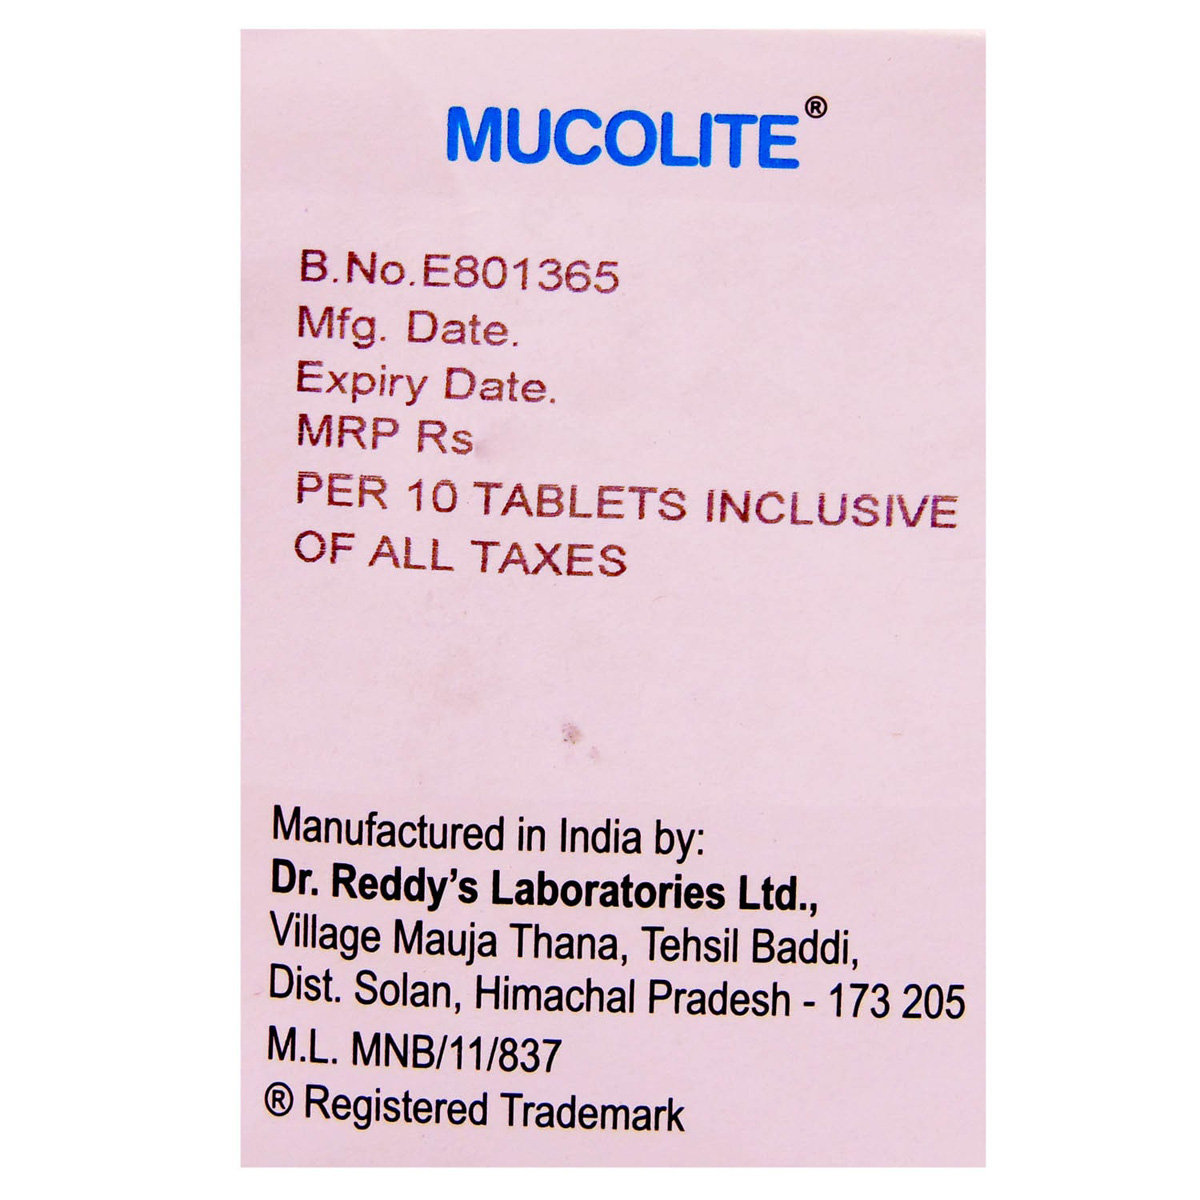 MUCOLITE®
B.No.E801365
Mfg. Date.
Expiry Date.
MRP Rs
PER 10 TABLETS INCLUSIVE
OF ALL TAXES
Manufactured in India by:
Dr. Reddy's Laboratories Ltd.,
Village Mauja Thana, Tehsil Baddi,
Dist. Solan, Himachal Pradesh - 173 205
M.L. MNB/11/837
® Registered Trademark